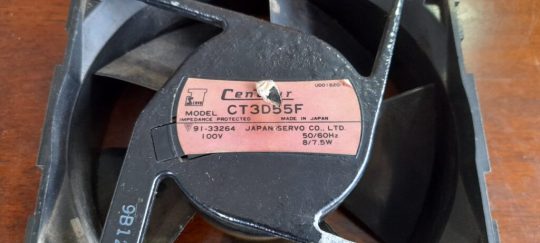 U001820-
Centaur
MODEL CT3D55F
IMPEDANCE PROTECTED MADE IN JAPAN
91-33264 JAPAN SERVO CO., LTD.
100V 50/60Hz
8/7.5W